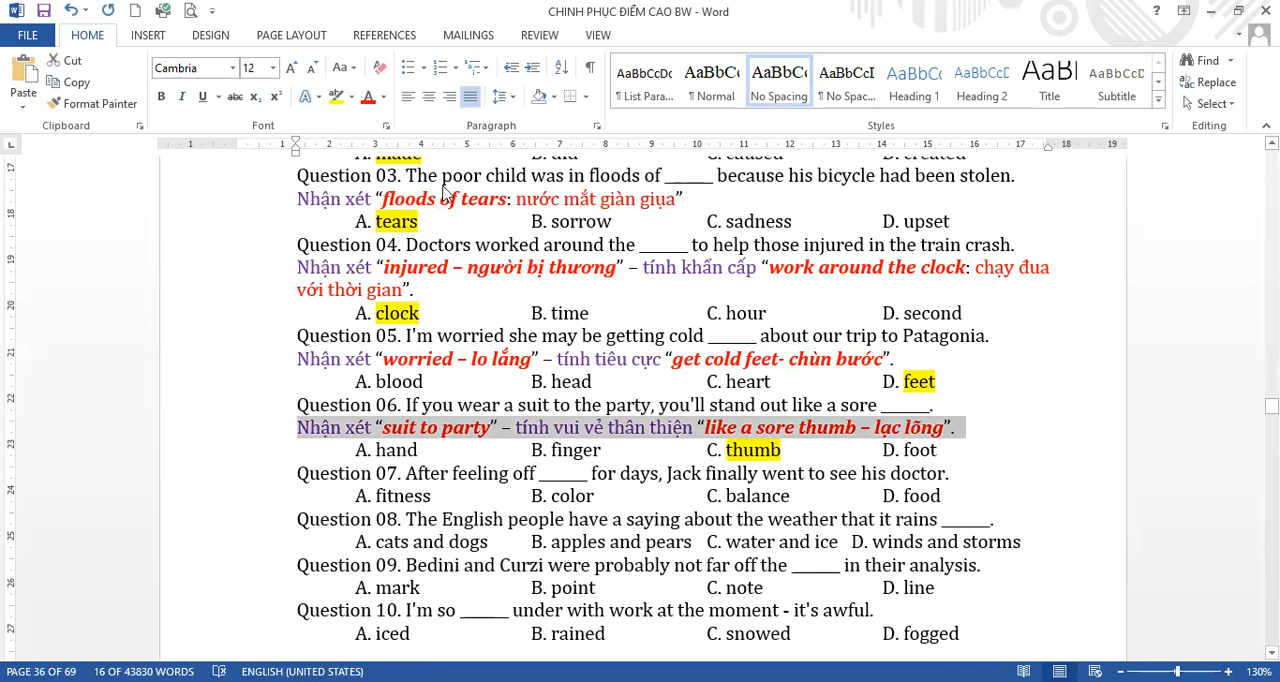 CHINH PHỤC ĐIỂM CAO BW - Word
FILE HOME INSERT DESIGN PAGE LAYOUT REFERENCES MAILINGS REVIEW VIEW
Cut
Copy
Format Painter
Paste
Cambria 12
AaBbCcDc AaBbCc AaBbCc AaBbCcI AaBbCc AaBbCcD AaBl AaBbCcD
¶ List Para... ¶ Normal No Spacing ¶ No Spac... Heading 1 Heading 2 Title Subtitle
Find
Replace
Select
Clipboard Font Paragraph Styles Editing
A. made B. did C. caused D. created
Question 03. The poor child was in floods of ______ because his bicycle had been stolen.
Nhận xét “floods of tears: nước mắt giàn giụa”
A. tears B. sorrow C. sadness D. upset
Question 04. Doctors worked around the ______ to help those injured in the train crash.
Nhận xét “injured – người bị thương” – tính khẩn cấp “work around the clock: chạy đua
với thời gian”.
A. clock B. time C. hour D. second
Question 05. I'm worried she may be getting cold ______ about our trip to Patagonia.
Nhận xét “worried – lo lắng” – tính tiêu cực “get cold feet- chùn bước”.
A. blood B. head C. heart D. feet
Question 06. If you wear a suit to the party, you'll stand out like a sore ______.
Nhận xét “suit to party” – tính vui vẻ thân thiện “like a sore thumb – lạc lõng”.
A. hand B. finger C. thumb D. foot
Question 07. After feeling off ______ for days, Jack finally went to see his doctor.
A. fitness B. color C. balance D. food
Question 08. The English people have a saying about the weather that it rains ______.
A. cats and dogs B. apples and pears C. water and ice D. winds and storms
Question 09. Bedini and Curzi were probably not far off the ______ in their analysis.
A. mark B. point C. note D. line
Question 10. I'm so ______ under with work at the moment - it's awful.
A. iced B. rained C. snowed D. fogged
PAGE 36 OF 69 16 OF 43830 WORDS ENGLISH (UNITED STATES) 130%